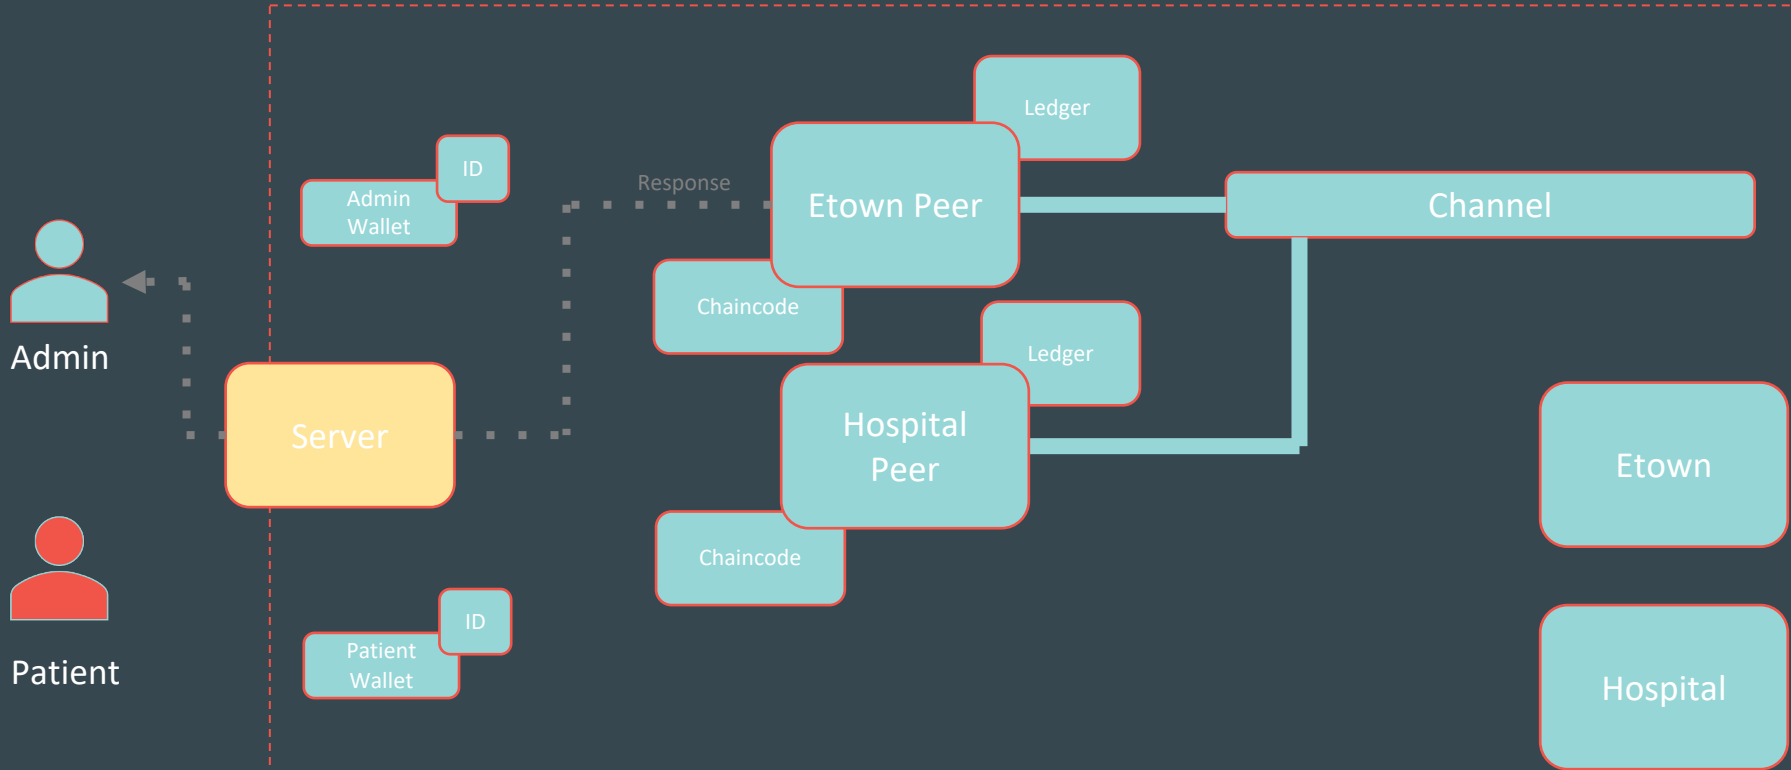 Ledger
ID
Admin
Wallet
Response
Etown Peer
Channel
Chaincode
Admin
Ledger
Server
Hospital
Peer
Etown
Chaincode
ID
Patient
Wallet
Patient
Hospital